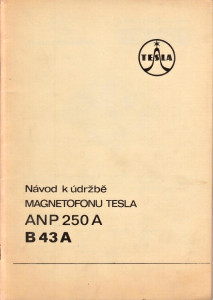 TESLA
Návod k údržbě
MAGNETOFONU TESLA
ANP 250 A
B 43 A